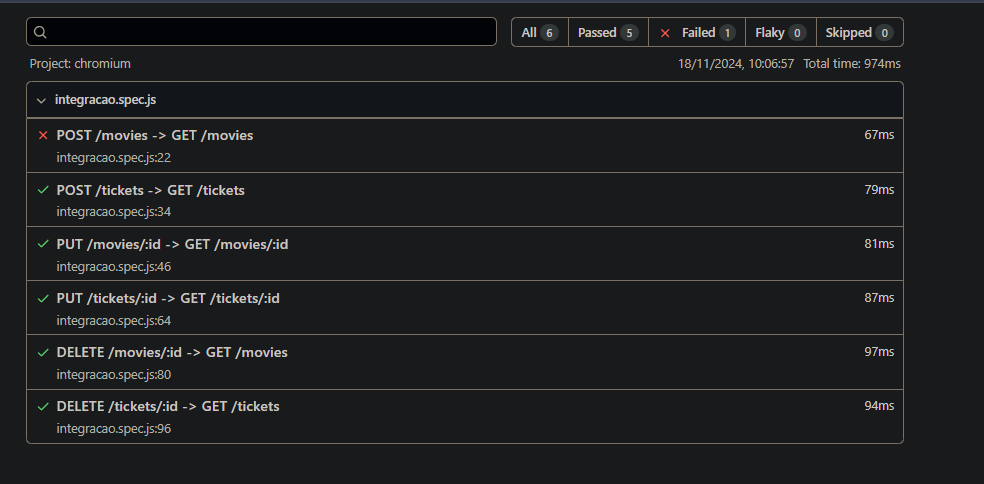 All 6 Passed 5 Failed 1 Flaky 0 Skipped 0
Project: chromium 18/11/2024, 10:06:57 Total time: 974ms
integracao.spec.js
POST /movies -> GET /movies 67ms
integracao.spec.js:22
POST /tickets -> GET /tickets 79ms
integracao.spec.js:34
PUT /movies/:id -> GET /movies/:id 81ms
integracao.spec.js:46
PUT /tickets/:id -> GET /tickets/:id 87ms
integracao.spec.js:64
DELETE /movies/:id -> GET /movies 97ms
integracao.spec.js:80
DELETE /tickets/:id -> GET /tickets 94ms
integracao.spec.js:96